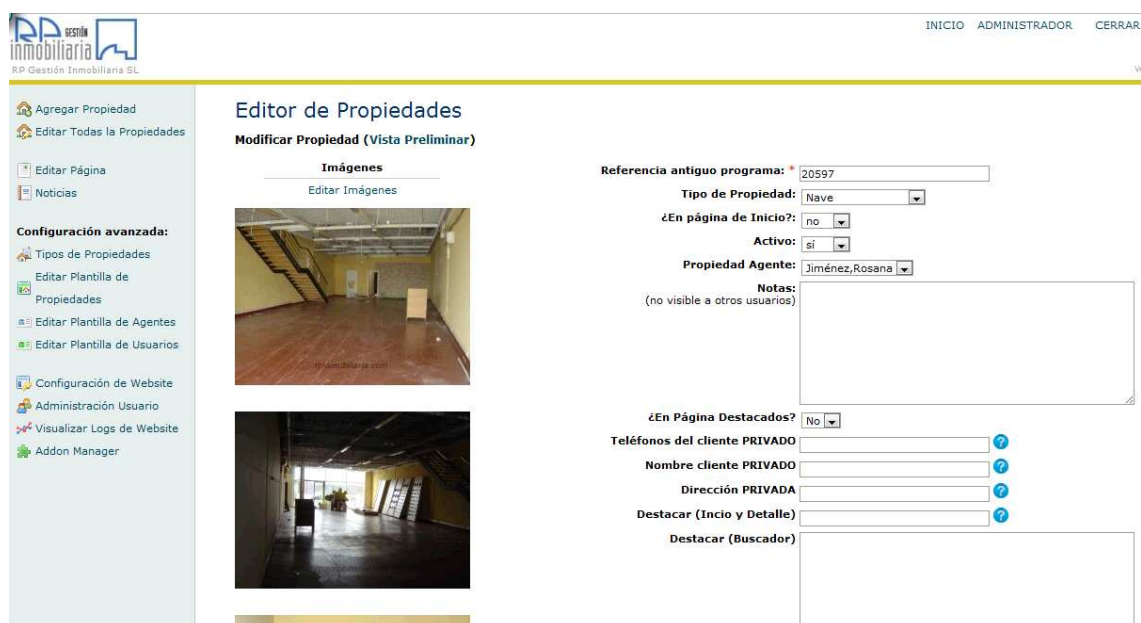 RP GESTIÓN
inmobiliaria
RP Gestión Inmobiliaria SL
INICIO ADMINISTRADOR CERRAR
Agregar Propiedad
Editar Todas la Propiedades
Editar Página
Noticias
Configuración avanzada:
Tipos de Propiedades
Editar Plantilla de
Propiedades
Editar Plantilla de Agentes
Editar Plantilla de Usuarios
Configuración de Website
Administración Usuario
Visualizar Logs de Website
Addon Manager
Editor de Propiedades
Modificar Propiedad (Vista Preliminar)
Imágenes
Editar Imágenes
rpinmobiliaria.com
Referencia antiguo programa: * 20597
Tipo de Propiedad: Nave
¿En página de Inicio?: no
Activo: sí
Propiedad Agente: Jiménez,Rosana
Notas:
(no visible a otros usuarios)
¿En Página Destacados? No
Teléfonos del cliente PRIVADO ?
Nombre cliente PRIVADO ?
Dirección PRIVADA ?
Destacar (Incio y Detalle) ?
Destacar (Buscador)